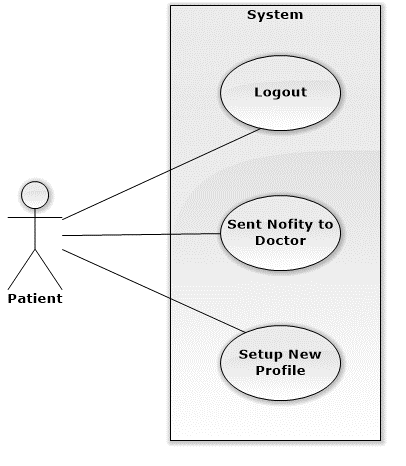 System
Logout
Sent Nofity to
Doctor
Patient
Setup New
Profile